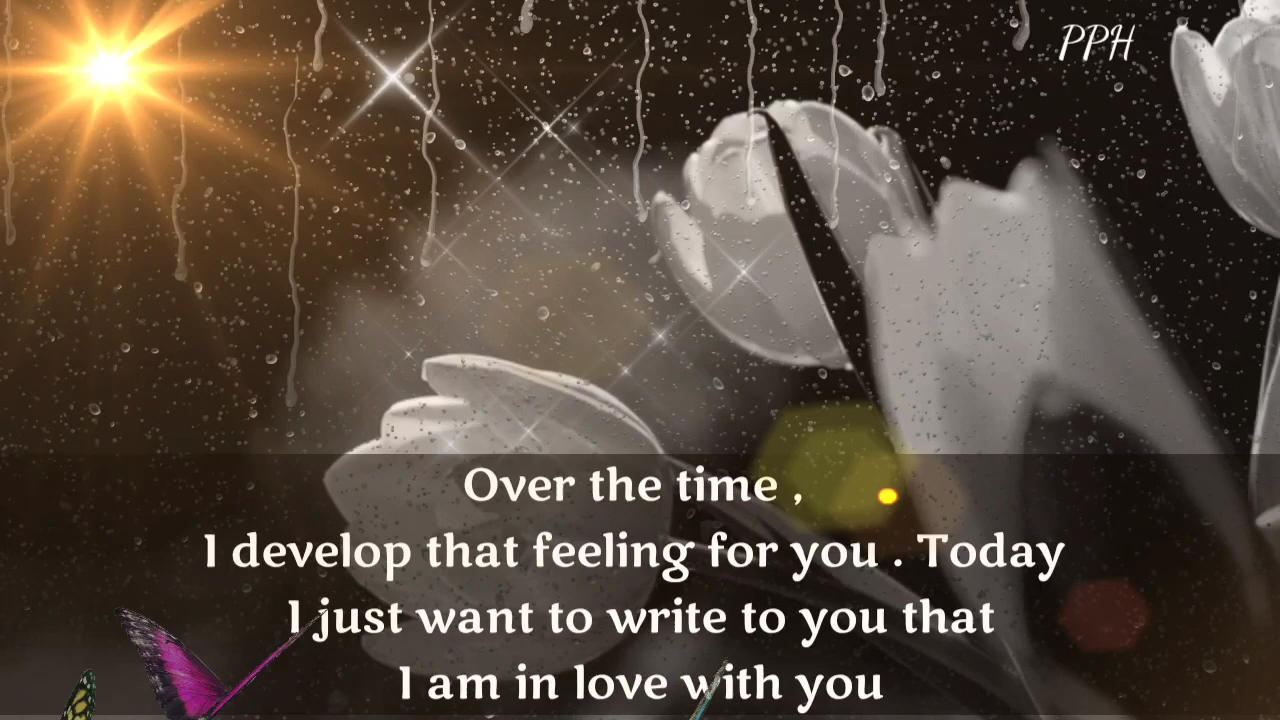 PPH
Over the time ,
I develop that feeling for you . Today
I just want to write to you that
I am in love with you